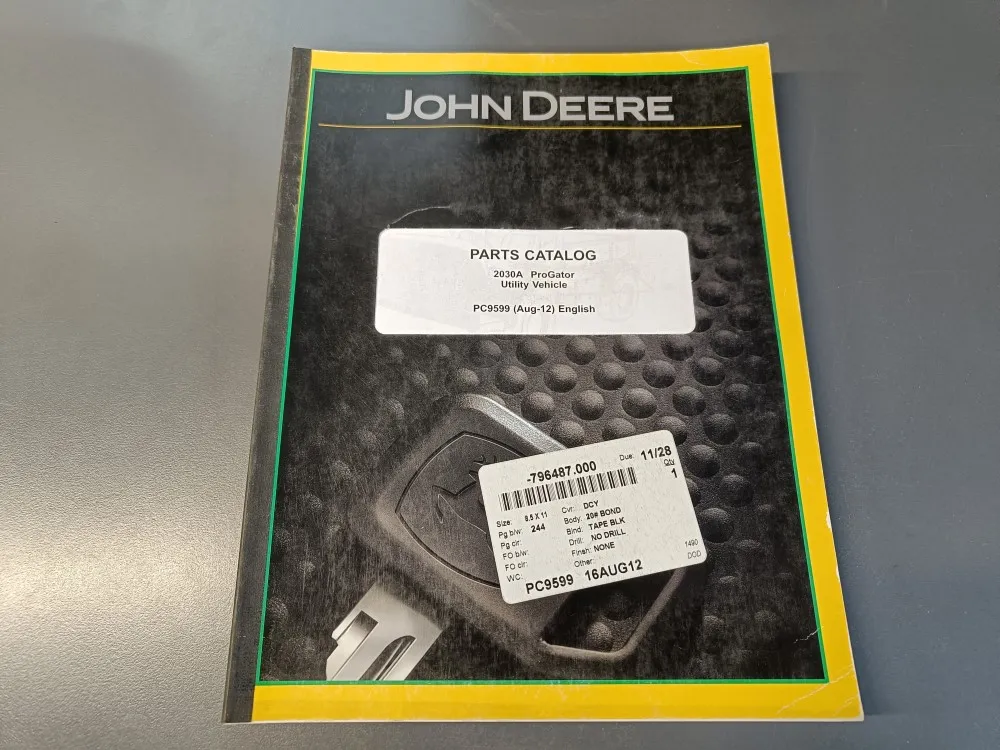 JOHN DEERE
PARTS CATALOG
2030A ProGator
Utility Vehicle
PC9599 (Aug-12) English
-796487.000 Due: 11/28
Qty
1
Size: 8.5 X 11 Cvr: DCY
Pg b/w: 244 Body: 20# BOND
Pg clr: Bind: TAPE BLK
FO b/w: Drill: NO DRILL
FO clr: Finsh: NONE
WC: Other:
1490
DOD
PC9599 16AUG12